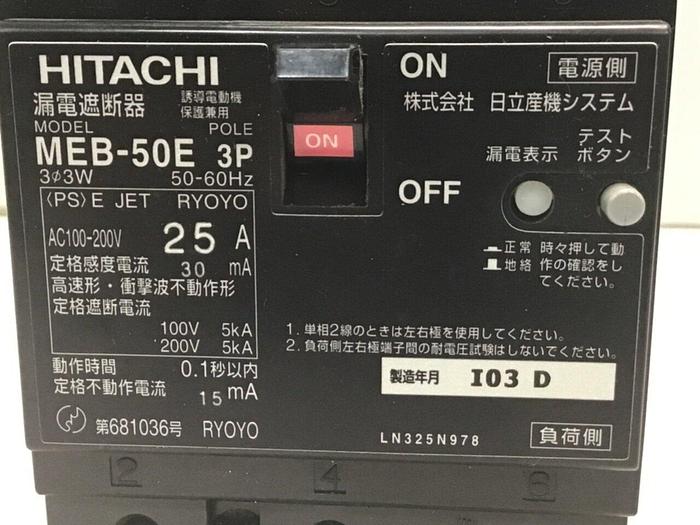 HITACHI
漏電遮断器 誘導電動機
保護兼用
MODEL POLE
MEB-50E 3P
3ø3W 50-60Hz
〈PS〉E JET RYOYO
AC100-200V 25 A
定格感度電流 30 mA
高速形・衝撃波不動作形
定格遮断電流
100V 5kA
200V 5kA
動作時間 0.1秒以内
定格不動作電流 15 mA
第681036号 RYOYO
ON
ON
OFF
電源側
株式会社 日立産機システム
漏電表示
テスト
ボタン
正常 時々押して動
地絡 作の確認をし
てください。
1. 単相2線のときは左右極を使用してください。
2. 負荷側左右極端子間の耐電圧試験はしないでください。
製造年月 I03 D
LN325N978
負荷側
2 4 6